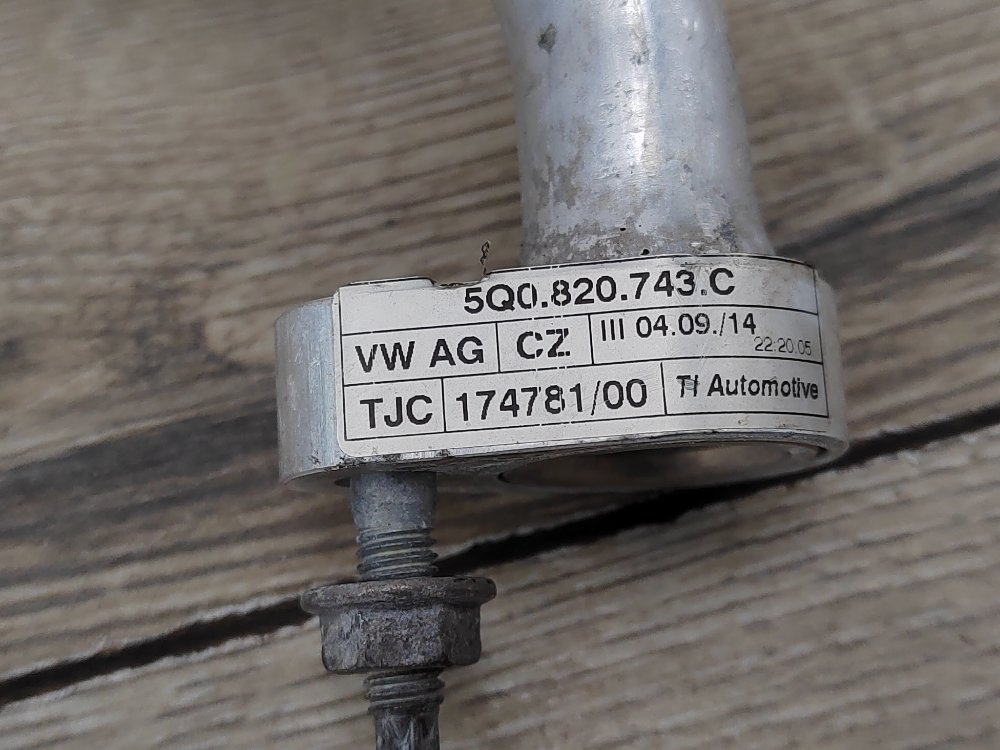 5Q0.820.743.C
VW AG CZ III 04.09./14 22:20:05
TJC 174781/00 TI Automotive